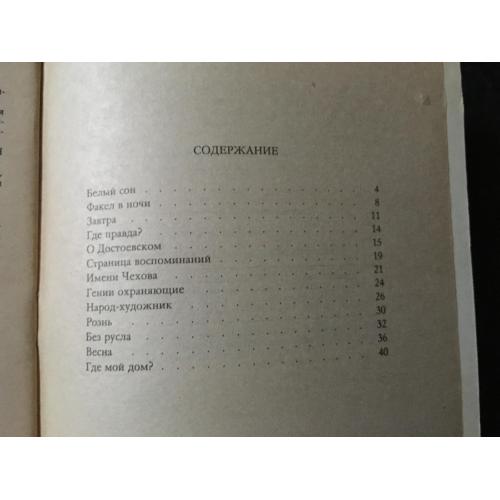 СОДЕРЖАНИЕ
Белый сон . . . . . . . . . . 4
Факел в ночи . . . . . . . . . . 8
Завтра . . . . . . . . . . 11
Где правда? . . . . . . . . . . 14
О Достоевском . . . . . . . . . . 15
Страница воспоминаний . . . . . . . . 19
Имени Чехова . . . . . . . . . . 21
Гении охраняющие . . . . . . . . . 24
Народ-художник . . . . . . . . . 26
Рознь . . . . . . . . . . 30
Без русла . . . . . . . . . . 32
Весна . . . . . . . . . . 36
Где мой дом? . . . . . . . . . . 40